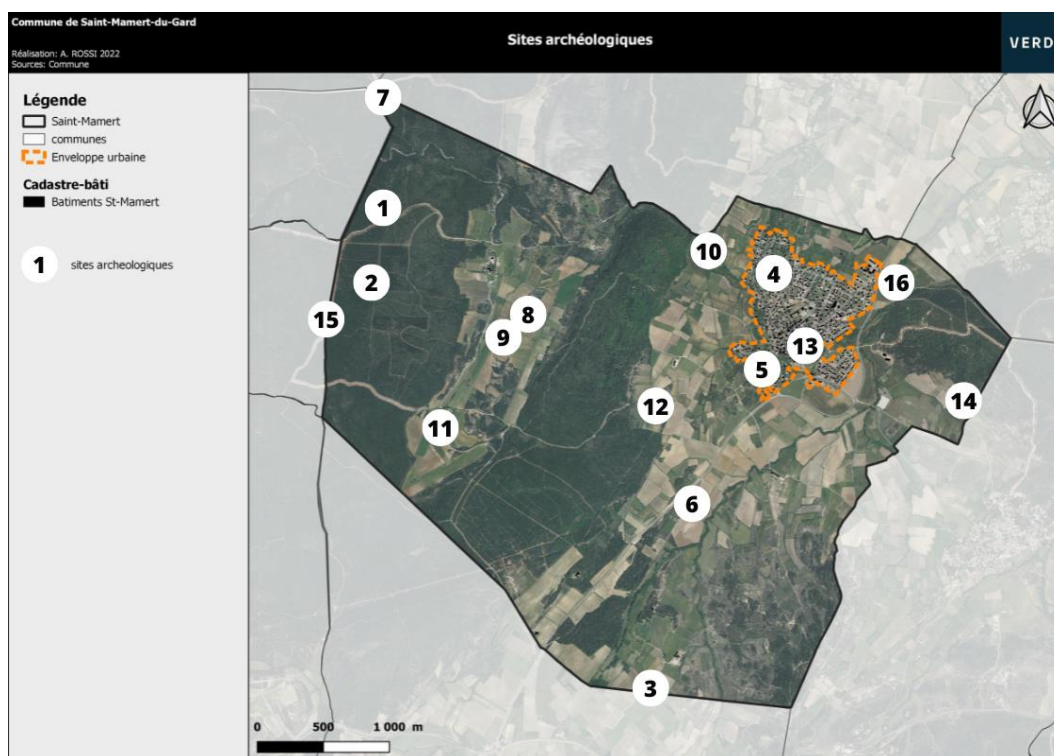 Commune de Saint-Mamert-du-Gard
Sites archéologiques
VERD
Réalisation: A. ROSSI 2022
Sources: Commune
Légende
Saint-Mamert
communes
Enveloppe urbaine
Cadastre-bâti
Batiments St-Mamert
1 sites archeologiques
7
1
10
4
2
16
15
8
9
13
5
12
14
11
6
3
0 500 1 000 m